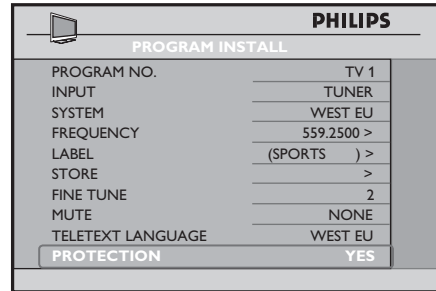 PHILIPS
PROGRAM INSTALL
PROGRAM NO. TV 1
INPUT TUNER
SYSTEM WEST EU
FREQUENCY 559.2500 >
LABEL (SPORTS ) >
STORE >
FINE TUNE 2
MUTE NONE
TELETEXT LANGUAGE WEST EU
PROTECTION YES